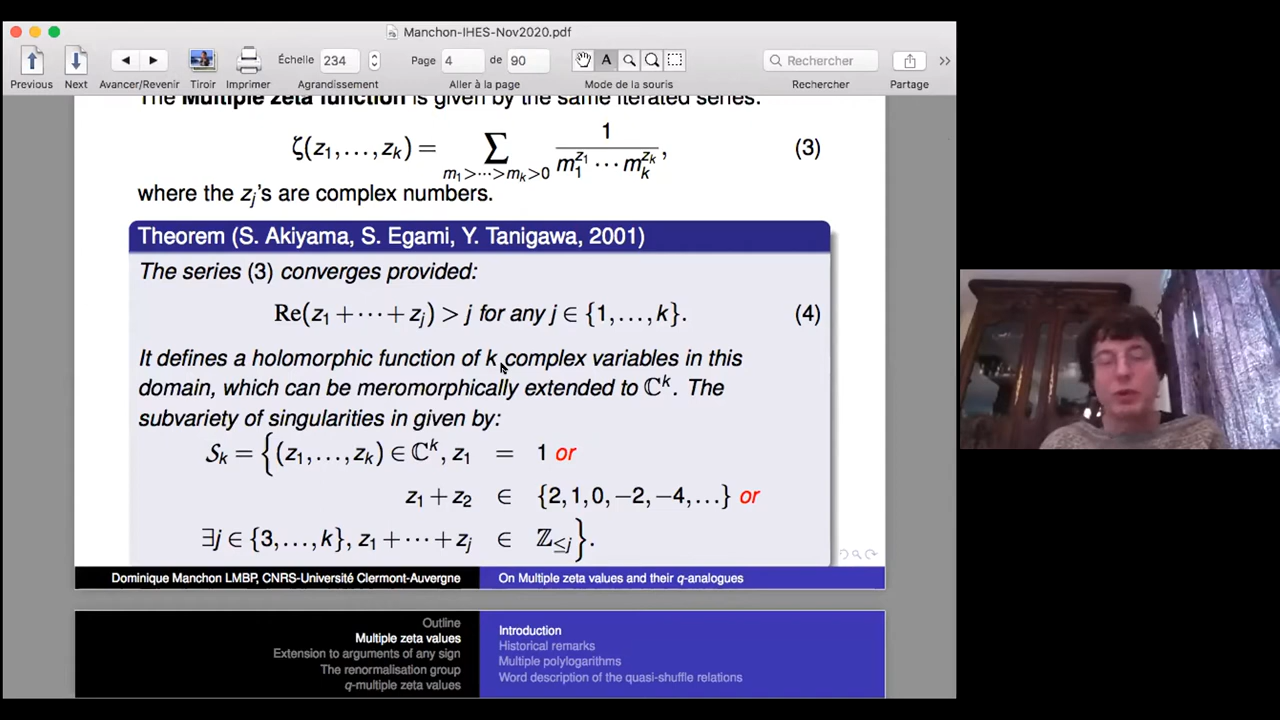 Manchon-IHES-Nov2020.pdf
Échelle 234 Page 4 de 90 Rechercher
Previous Next Avancer/Revenir Tiroir Imprimer Agrandissement Aller à la page Mode de la souris Rechercher Partage
The Multiple zeta function is given by the same iterated series:
ζ(z₁,…,zₖ) = ∑_{m₁>⋯>mₖ>0} 1/(m₁^{z₁} ⋯ mₖ^{zₖ}), (3)
where the zⱼ's are complex numbers.
Theorem (S. Akiyama, S. Egami, Y. Tanigawa, 2001)
The series (3) converges provided:
Re(z₁ + ⋯ + zⱼ) > j for any j ∈ {1,…,k}. (4)
It defines a holomorphic function of k complex variables in this
domain, which can be meromorphically extended to ℂᵏ. The
subvariety of singularities in given by:
𝒮ₖ = {(z₁,…,zₖ) ∈ ℂᵏ, z₁ = 1 or
z₁ + z₂ ∈ {2,1,0,−2,−4,…} or
∃j ∈ {3,…,k}, z₁ + ⋯ + zⱼ ∈ ℤ≤ⱼ}.
Dominique Manchon LMBP, CNRS-Université Clermont-Auvergne On Multiple zeta values and their q-analogues
Outline
Multiple zeta values
Extension to arguments of any sign
The renormalisation group
q-multiple zeta values
Introduction
Historical remarks
Multiple polylogarithms
Word description of the quasi-shuffle relations